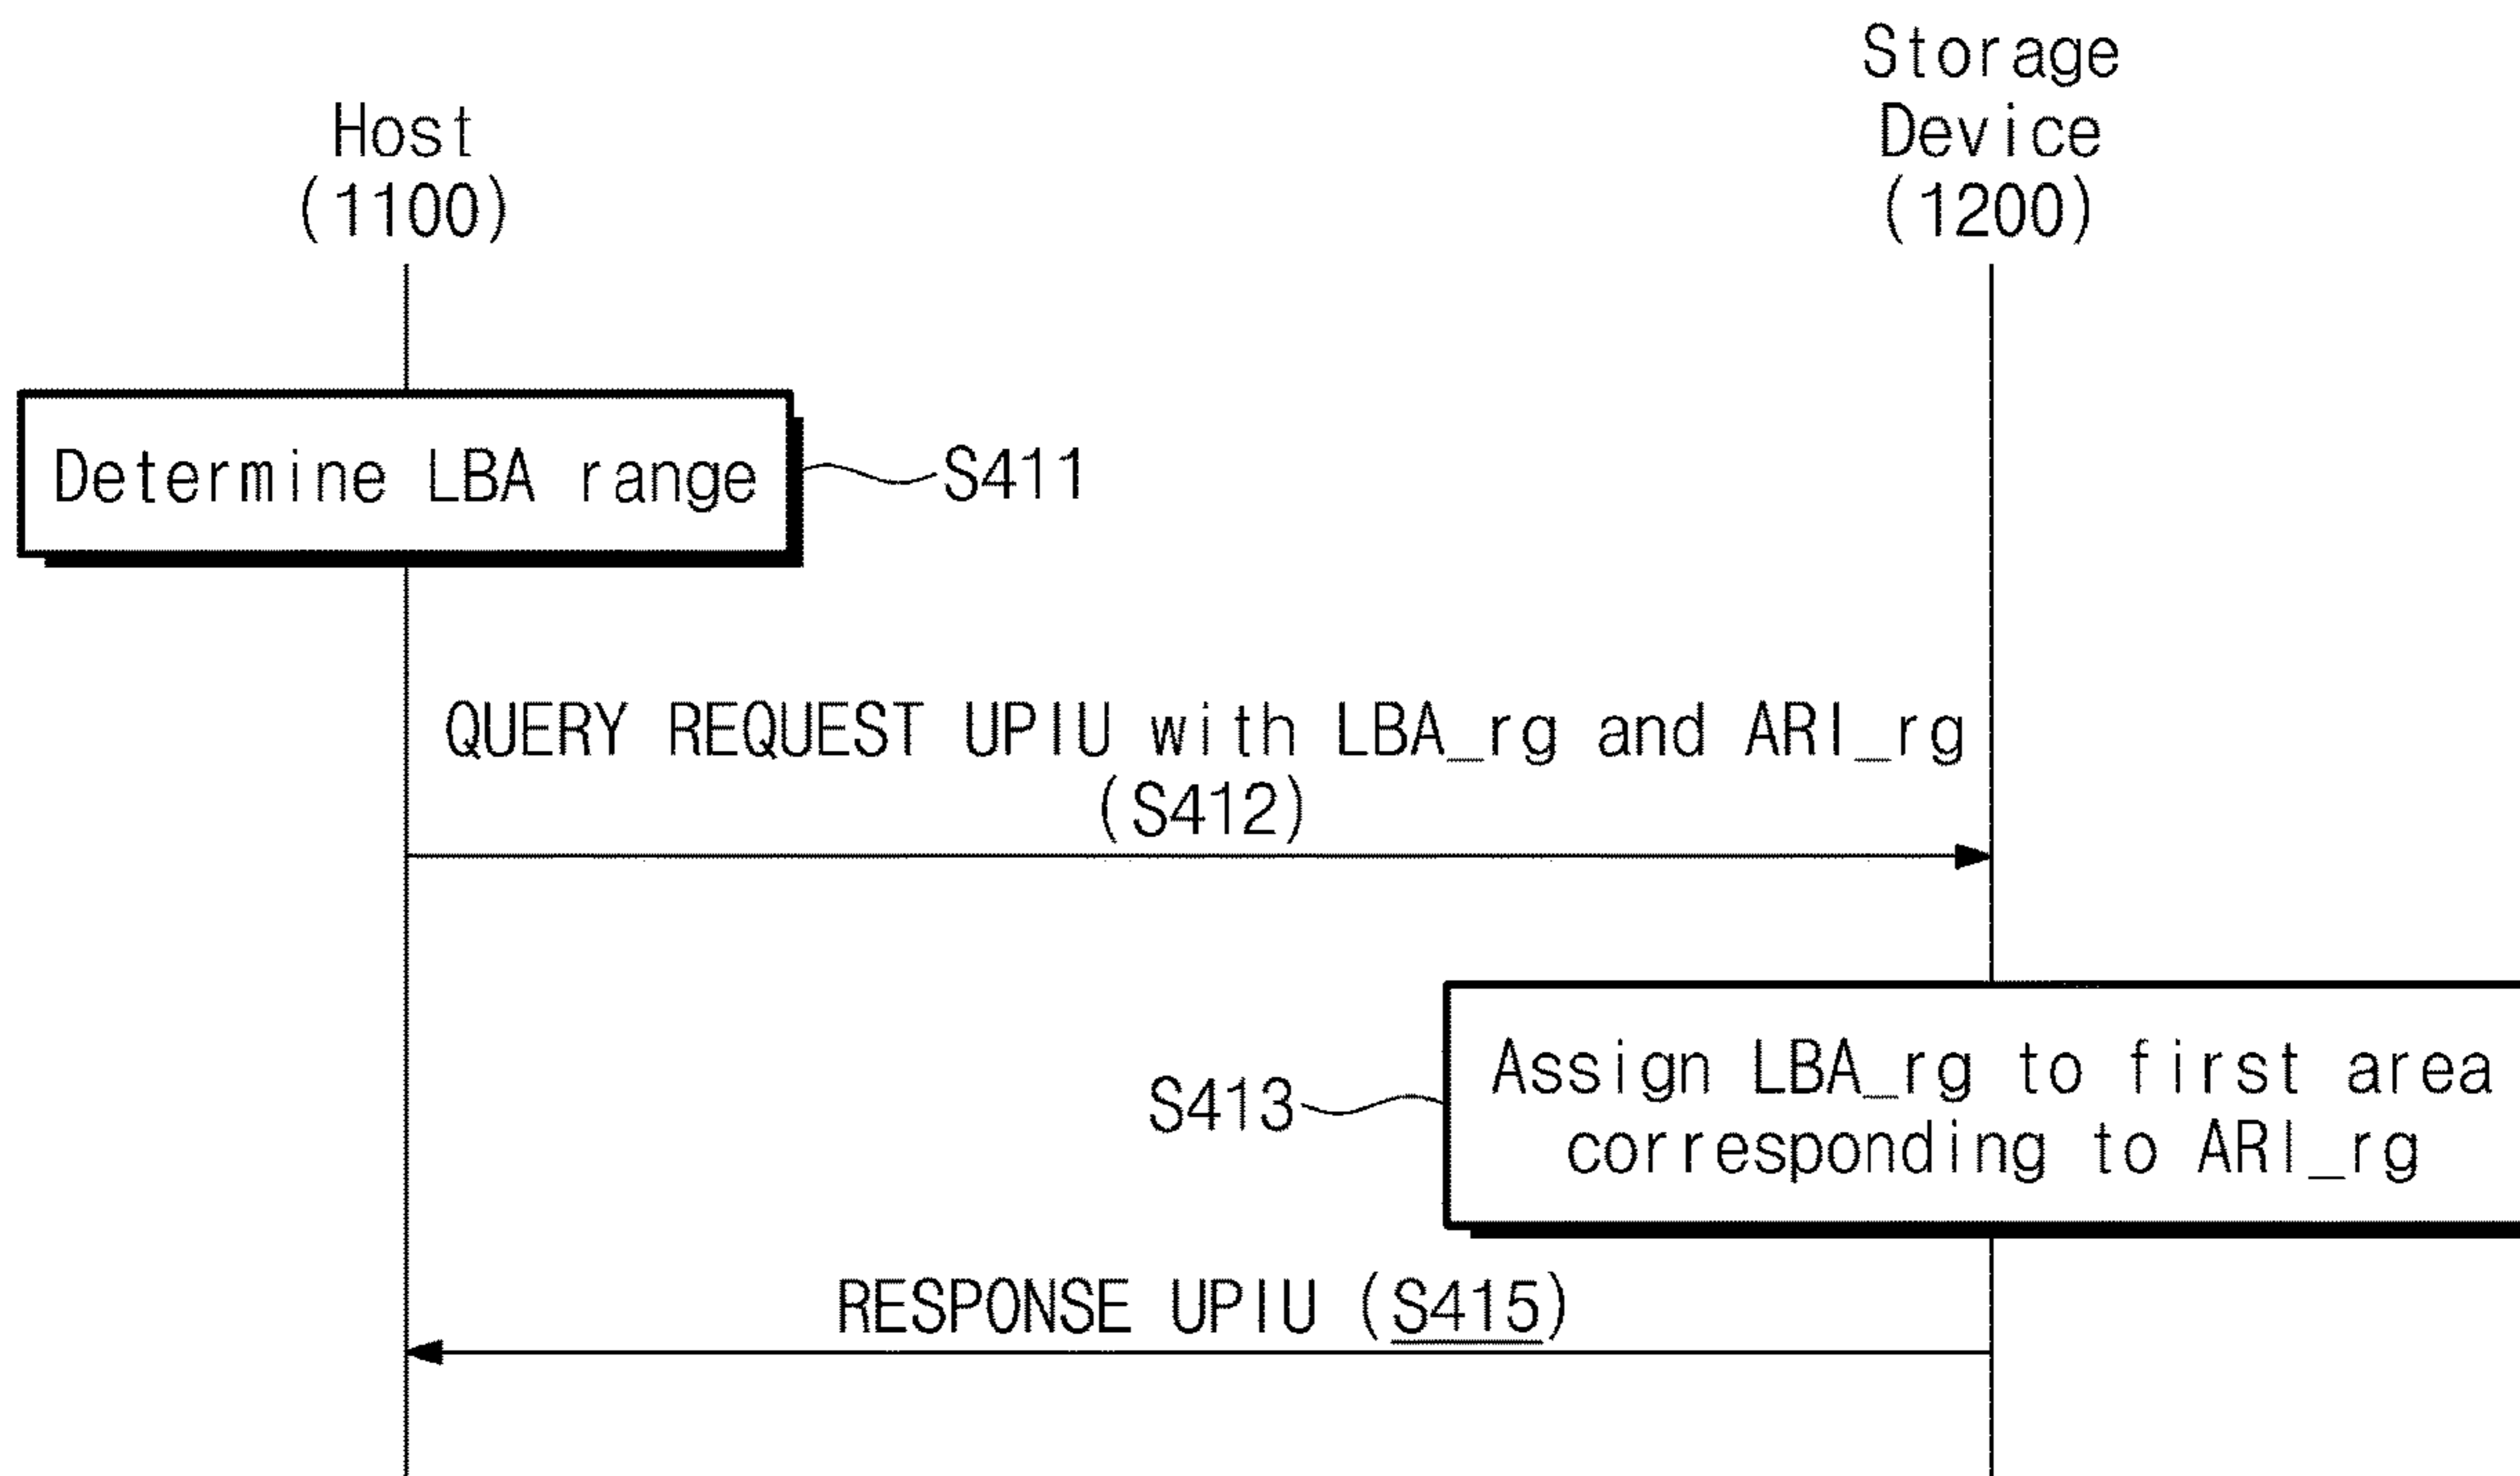 Host
(1100)
Storage
Device
(1200)
Determine LBA range
S411
QUERY REQUEST UPIU with LBA_rg and ARI_rg
(S412)
S413
Assign LBA_rg to first area
corresponding to ARI_rg
RESPONSE UPIU (S415)